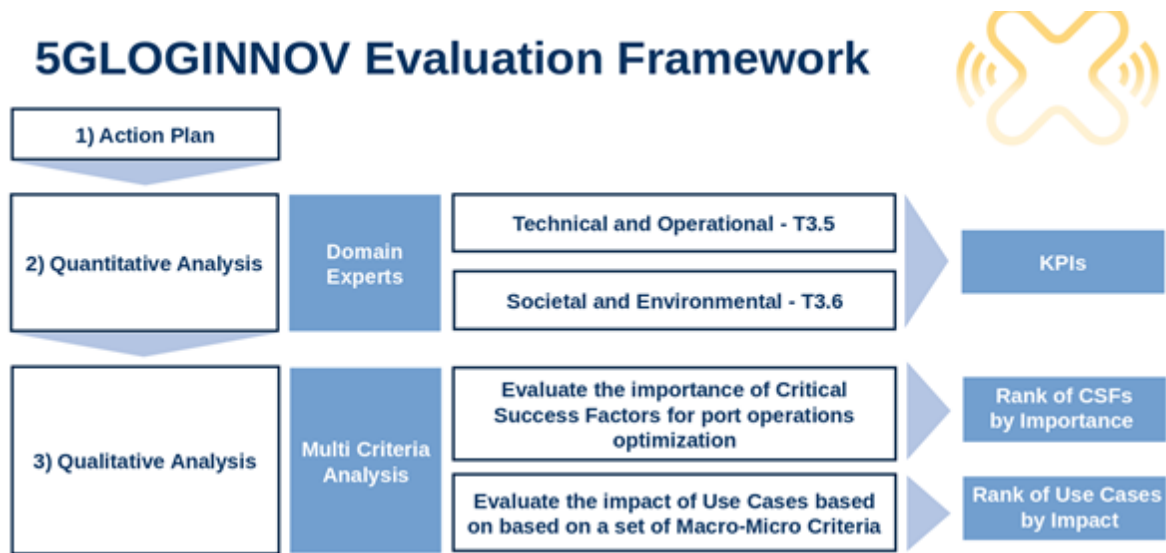 5GLOGINNOV Evaluation Framework
1) Action Plan
2) Quantitative Analysis
Domain
Experts
Technical and Operational - T3.5
Societal and Environmental - T3.6
KPIs
3) Qualitative Analysis
Multi Criteria
Analysis
Evaluate the importance of Critical
Success Factors for port operations
optimization
Rank of CSFs
by Importance
Evaluate the impact of Use Cases based
on based on a set of Macro-Micro Criteria
Rank of Use Cases
by Impact